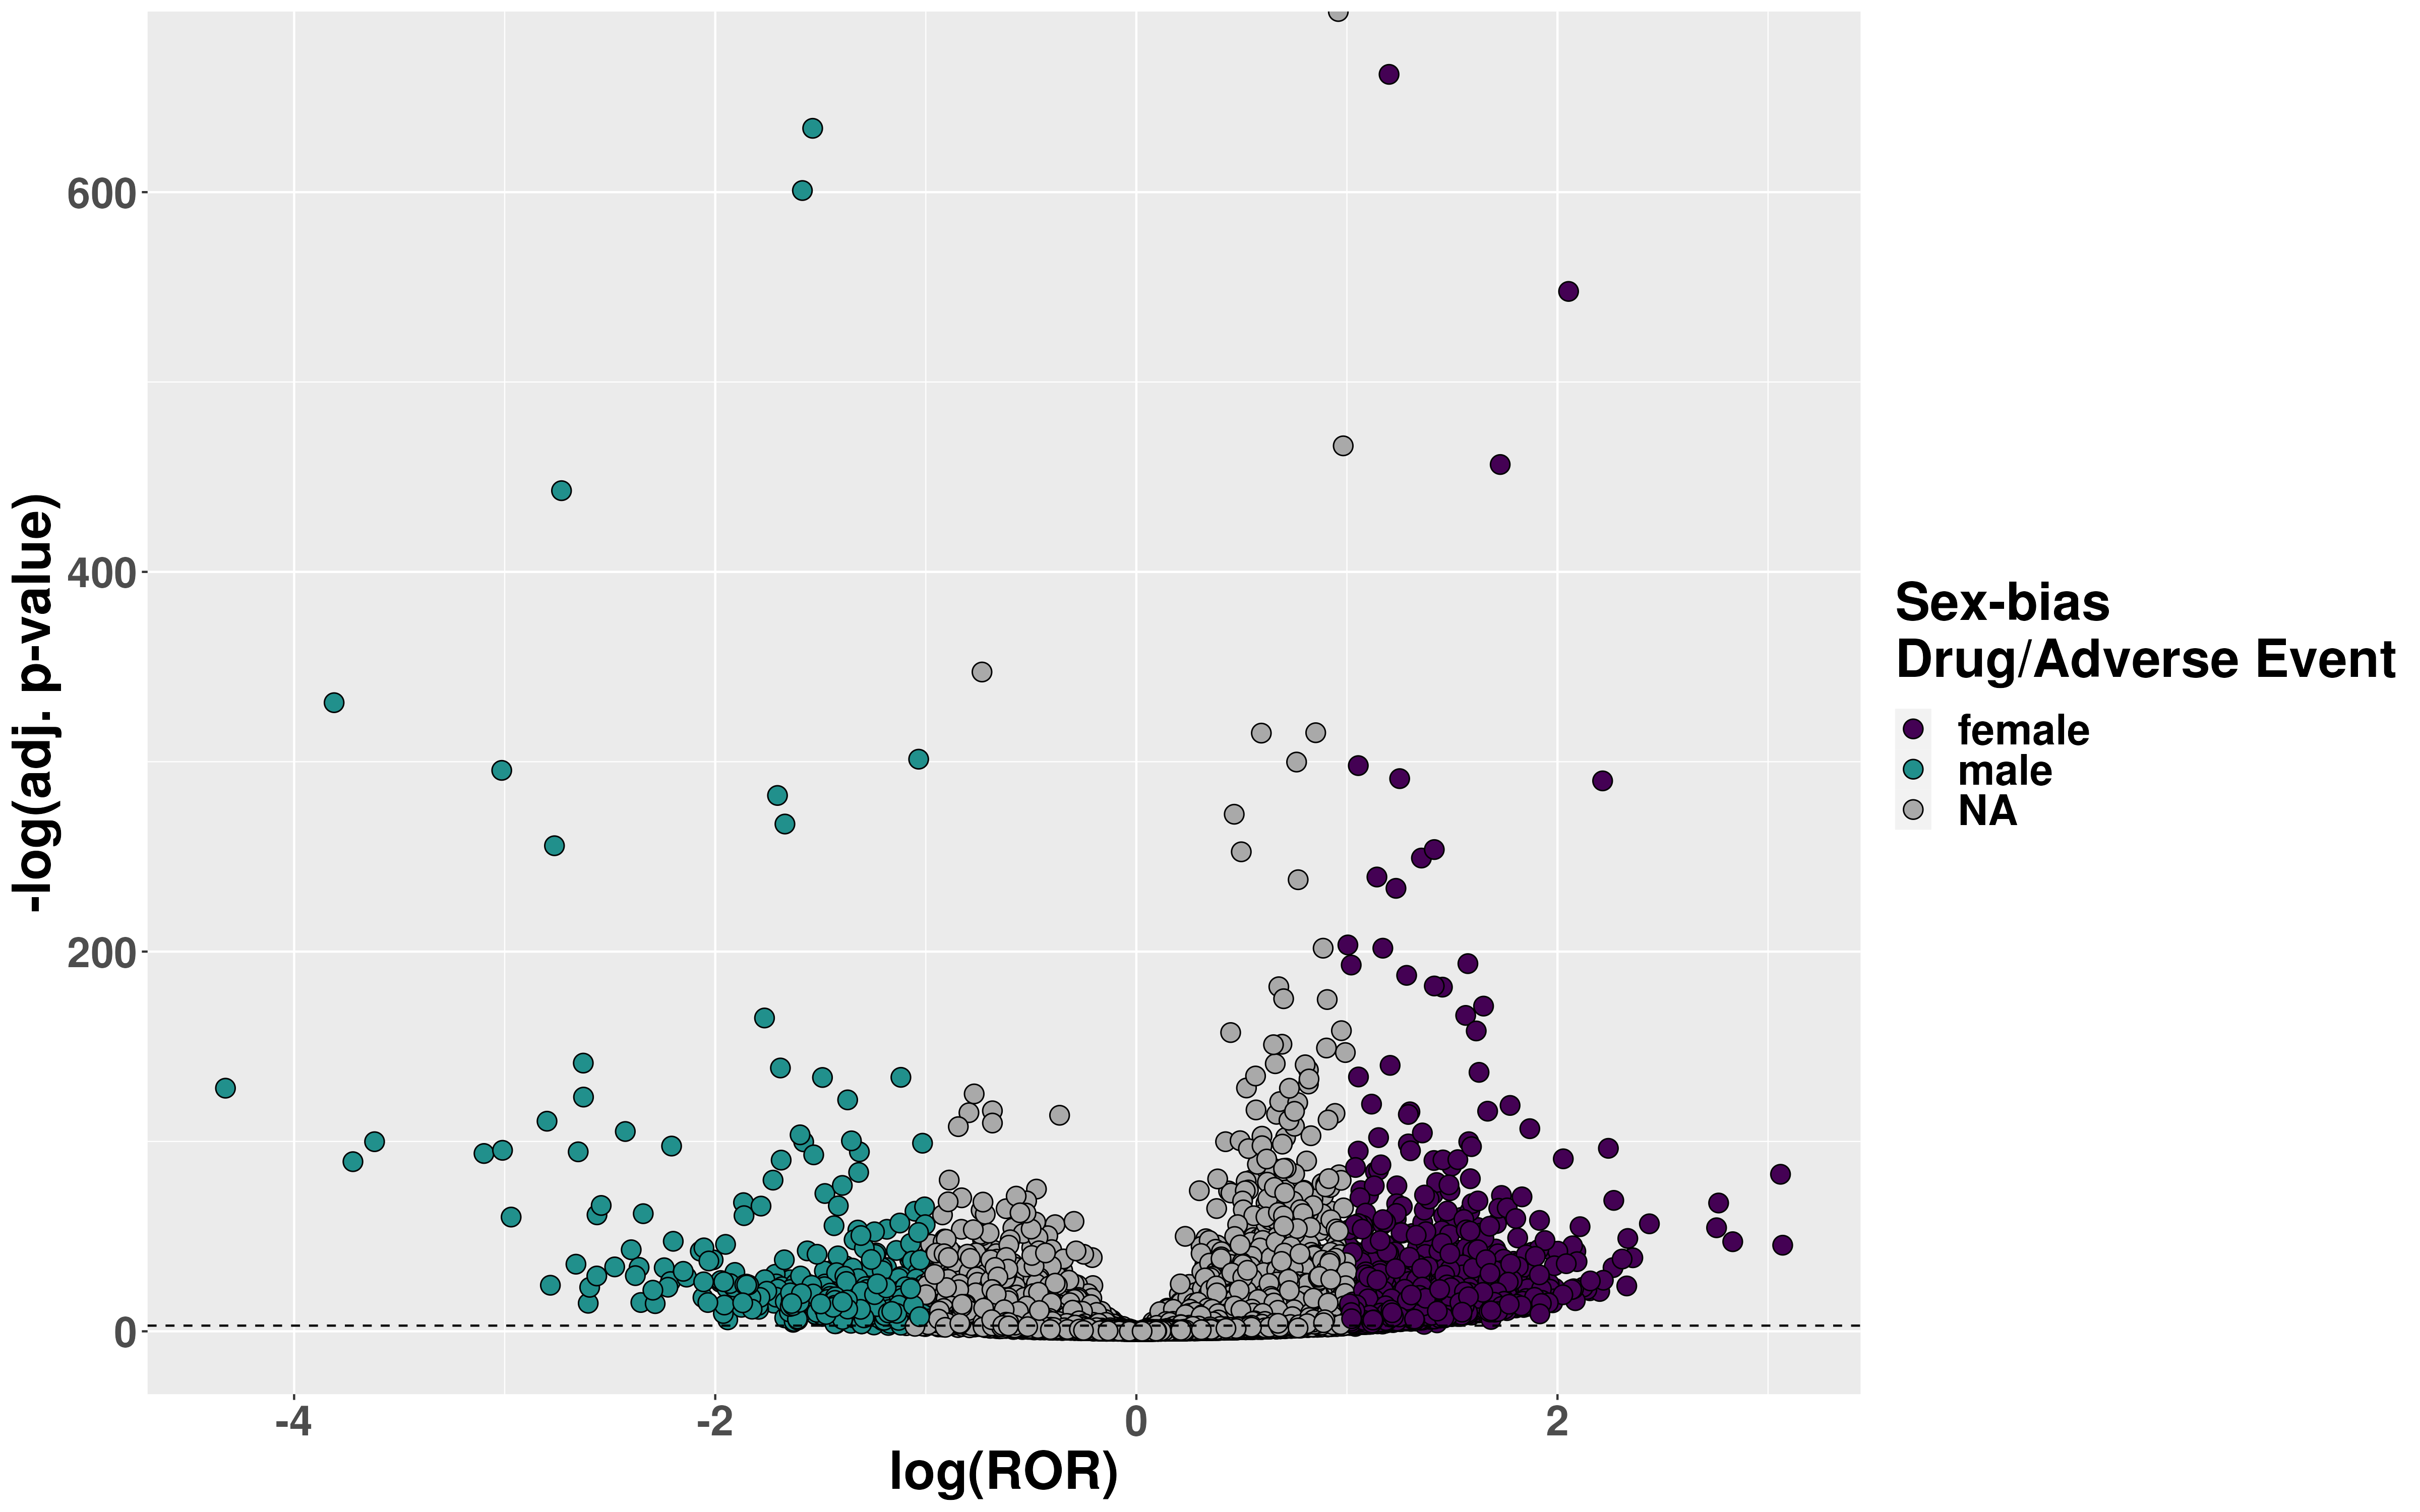 -log(adj. p-value)
600
400
200
0
-4
-2
0
2
log(ROR)
Sex-bias
Drug/Adverse Event
female
male
NA